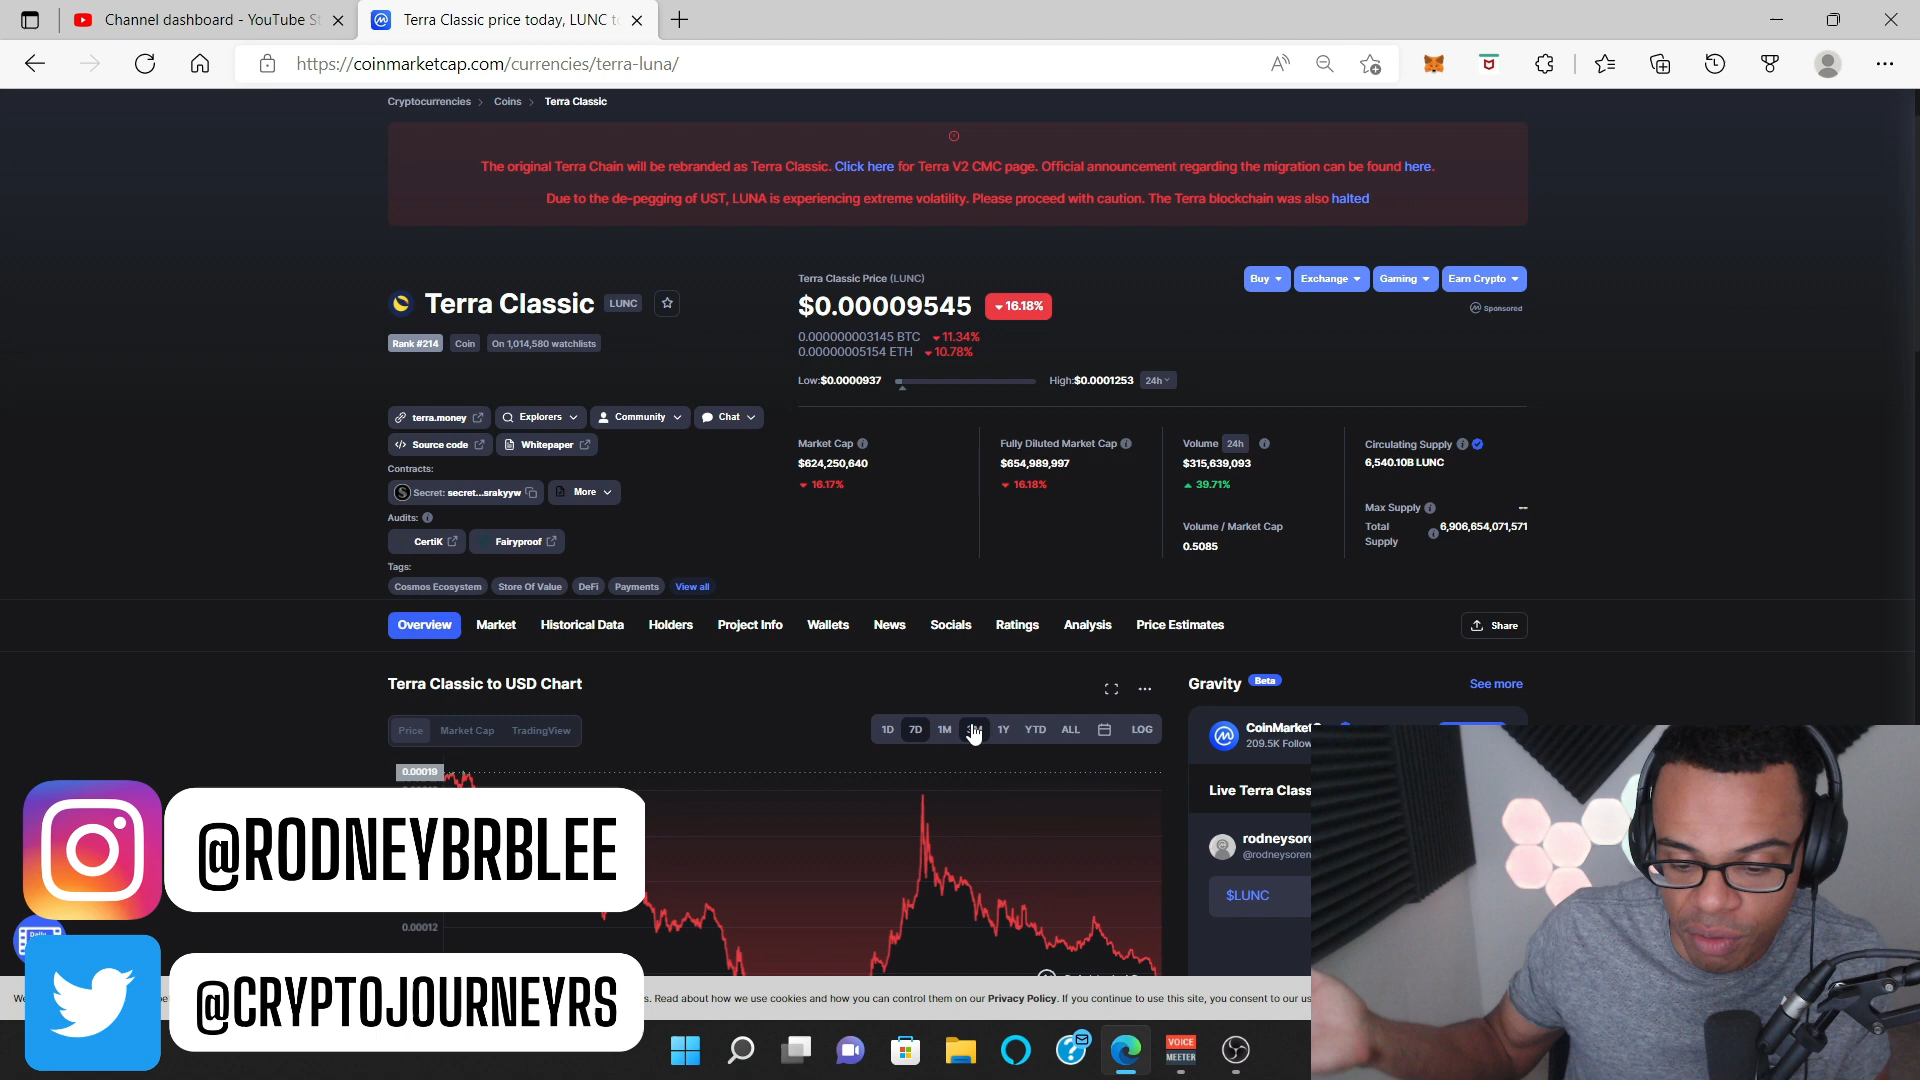 Channel dashboard - YouTube S
Terra Classic price today, LUNC to
https://coinmarketcap.com/currencies/terra-luna/
Cryptocurrencies > Coins > Terra Classic
The original Terra Chain will be rebranded as Terra Classic. Click here for Terra V2 CMC page. Official announcement regarding the migration can be found here.
Due to the de-pegging of UST, LUNA is experiencing extreme volatility. Please proceed with caution. The Terra blockchain was also halted
Terra Classic LUNC
Rank #214 Coin On 1,014,580 watchlists
Terra Classic Price (LUNC)
$0.00009545 16.18%
0.000000003145 BTC 11.34%
0.00000005154 ETH 10.78%
Low:$0.0000937 High:$0.0001253 24h
Buy Exchange Gaming Earn Crypto
Sponsored
terra.money Explorers Community Chat
Source code Whitepaper
Contracts:
Secret: secret...srakyyw More
Audits:
CertiK Fairyproof
Tags:
Cosmos Ecosystem Store Of Value DeFi Payments View all
Market Cap
$624,250,640
16.17%
Fully Diluted Market Cap
$654,989,997
16.18%
Volume 24h
$315,639,093
39.71%
Volume / Market Cap
0.5085
Circulating Supply
6,540.10B LUNC
Max Supply --
Total Supply 6,906,654,071,571
Overview Market Historical Data Holders Project Info Wallets News Socials Ratings Analysis Price Estimates
Share
Terra Classic to USD Chart
Price Market Cap TradingView
1D 7D 1M 1Y YTD ALL LOG
0.00019
0.00012
Gravity Beta See more
CoinMarket
209.5K Follow
Live Terra Class
rodneysore
@rodneysoren
$LUNC
@RODNEYBRBLEE
@CRYPTOJOURNEYRS
s. Read about how we use cookies and how you can control them on our Privacy Policy. If you continue to use this site, you consent to our us
VOICE
MEETER